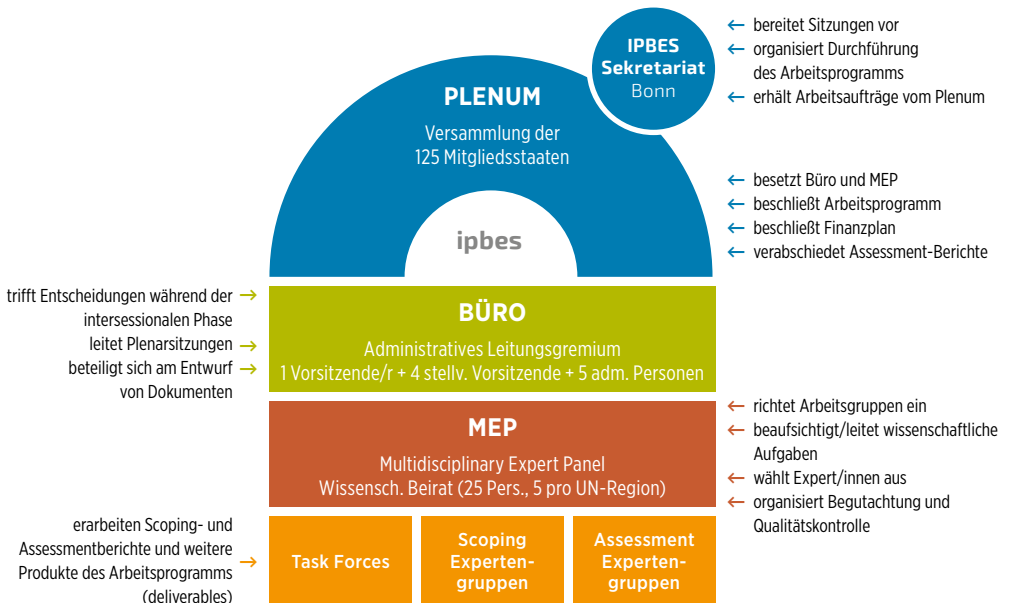 IPBES
Sekretariat
Bonn
← bereitet Sitzungen vor
← organisiert Durchführung
des Arbeitsprogramms
← erhält Arbeitsaufträge vom Plenum
PLENUM
Versammlung der
125 Mitgliedsstaaten
← besetzt Büro und MEP
← beschließt Arbeitsprogramm
← beschließt Finanzplan
← verabschiedet Assessment-Berichte
ipbes
trifft Entscheidungen während der →
intersessionalen Phase
leitet Plenarsitzungen →
beteiligt sich am Entwurf →
von Dokumenten
BÜRO
Administratives Leitungsgremium
1 Vorsitzende/r + 4 stellv. Vorsitzende + 5 adm. Personen
MEP
Multidisciplinary Expert Panel
Wissensch. Beirat (25 Pers., 5 pro UN-Region)
← richtet Arbeitsgruppen ein
← beaufsichtigt/leitet wissenschaftliche
Aufgaben
← wählt Expert/innen aus
← organisiert Begutachtung und
Qualitätskontrolle
erarbeiten Scoping- und
Assessmentberichte und weitere
Produkte des Arbeitsprogramms →
(deliverables)
Task Forces
Scoping
Experten-
gruppen
Assessment
Experten-
gruppen